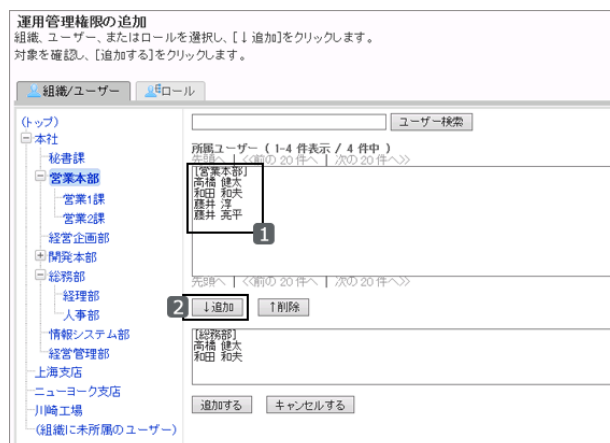 運用管理権限の追加
組織、ユーザー、またはロールを選択し、[↓追加]をクリックします。
対象を確認し、[追加する]をクリックします。
組織/ユーザー
ロール
(トップ)
本社
秘書課
営業本部
営業1課
営業2課
経営企画部
開発本部
総務部
経理部
人事部
情報システム部
経営管理部
上海支店
ニューヨーク支店
川崎工場
(組織に未所属のユーザー)
ユーザー検索
所属ユーザー ( 1-4 件表示 / 4 件中 )
先頭へ | <<前の 20 件へ | 次の 20 件へ>>
[営業本部]
高橋 健太
和田 和夫
藤井 淳
藤井 亮平
1
先頭へ | <<前の 20 件へ | 次の 20 件へ>>
2
↓追加
↑削除
[総務部]
高橋 健太
和田 和夫
追加する
キャンセルする